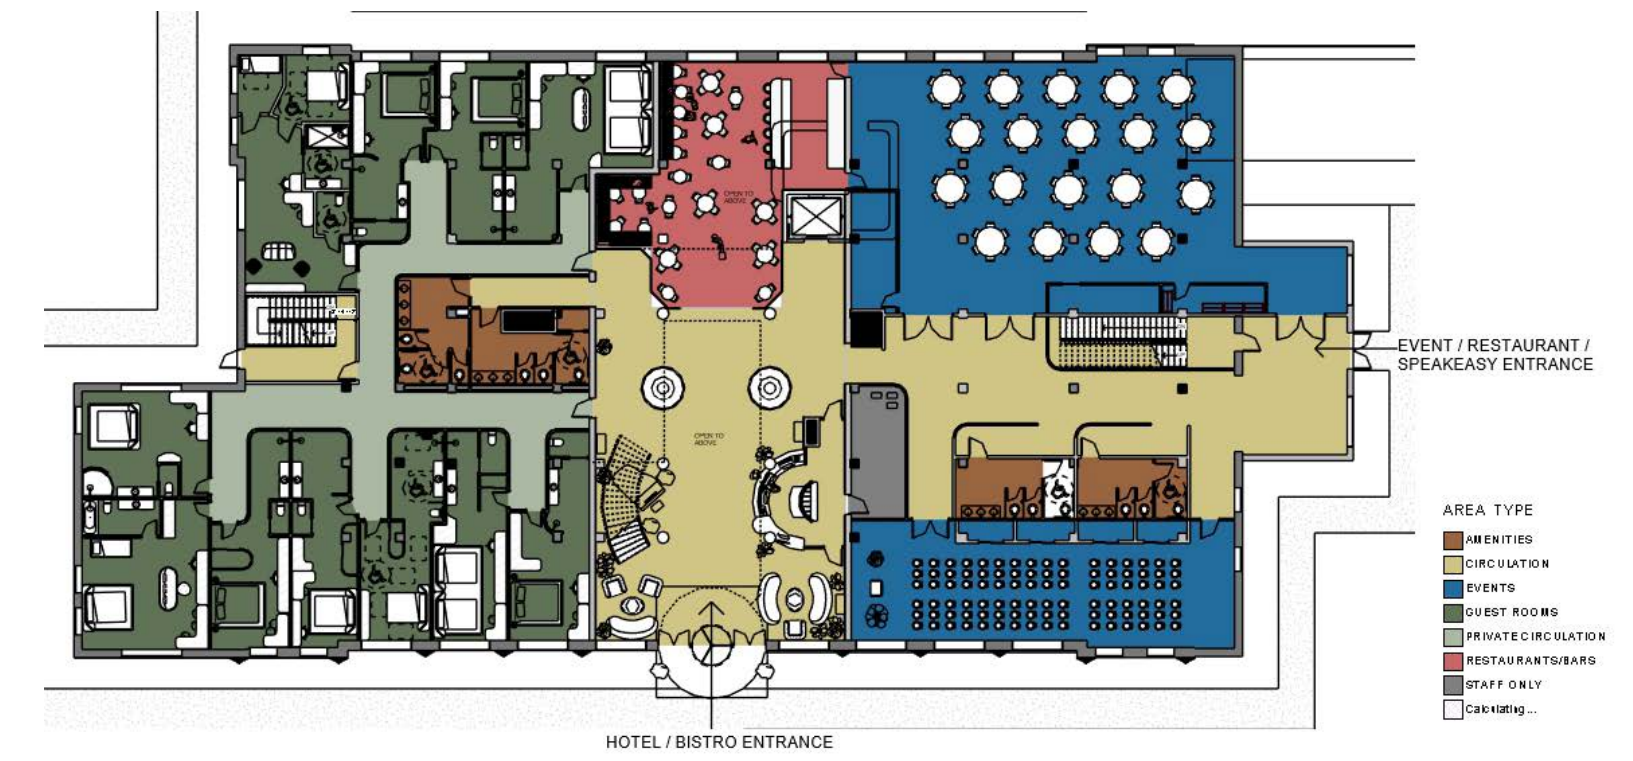 OPEN TO
ABOVE
EVENT / RESTAURANT /
SPEAKEASY ENTRANCE
OPEN TO
ABOVE
AREA TYPE
AMENITIES
CIRCULATION
EVENTS
GUEST ROOMS
PRIVATE CIRCULATION
RESTAURANTS/BARS
STAFF ONLY
Calculating...
HOTEL / BISTRO ENTRANCE